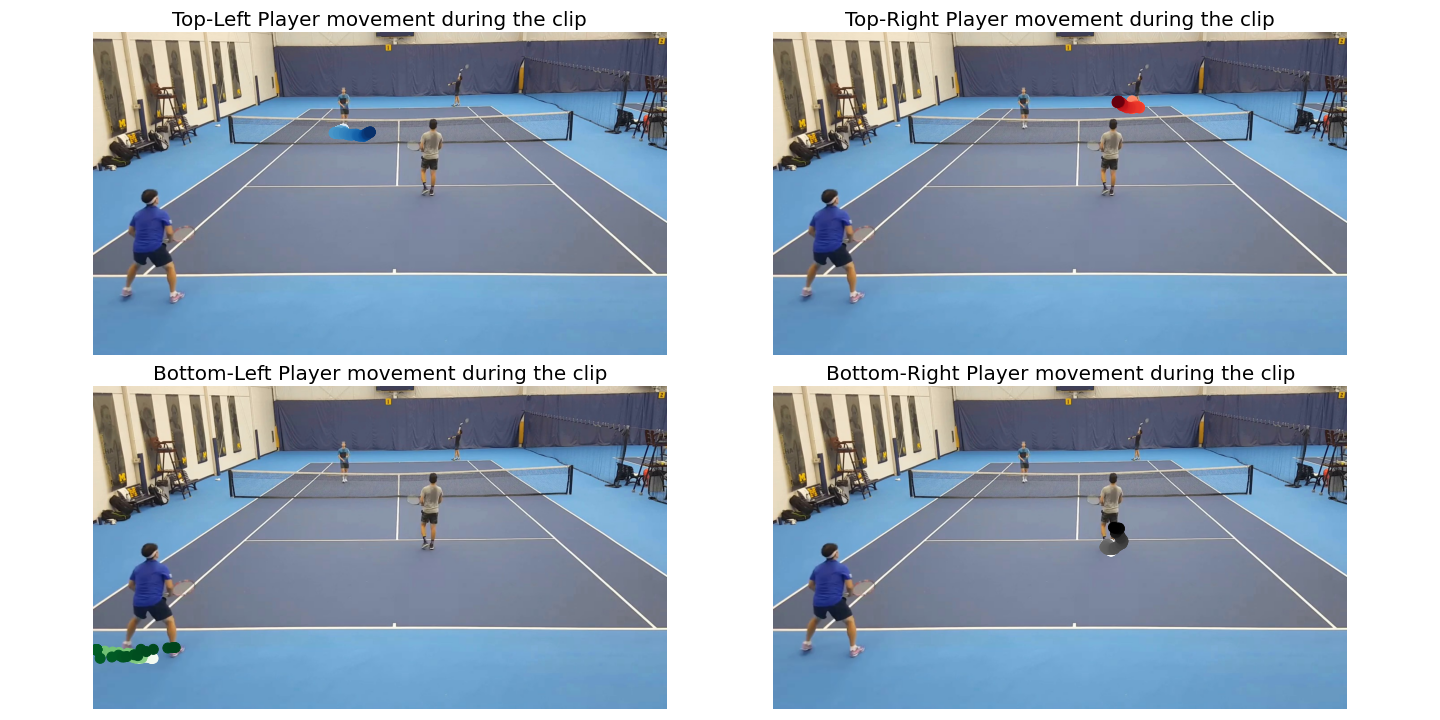 Top-Left Player movement during the clip
Top-Right Player movement during the clip
Bottom-Left Player movement during the clip
Bottom-Right Player movement during the clip